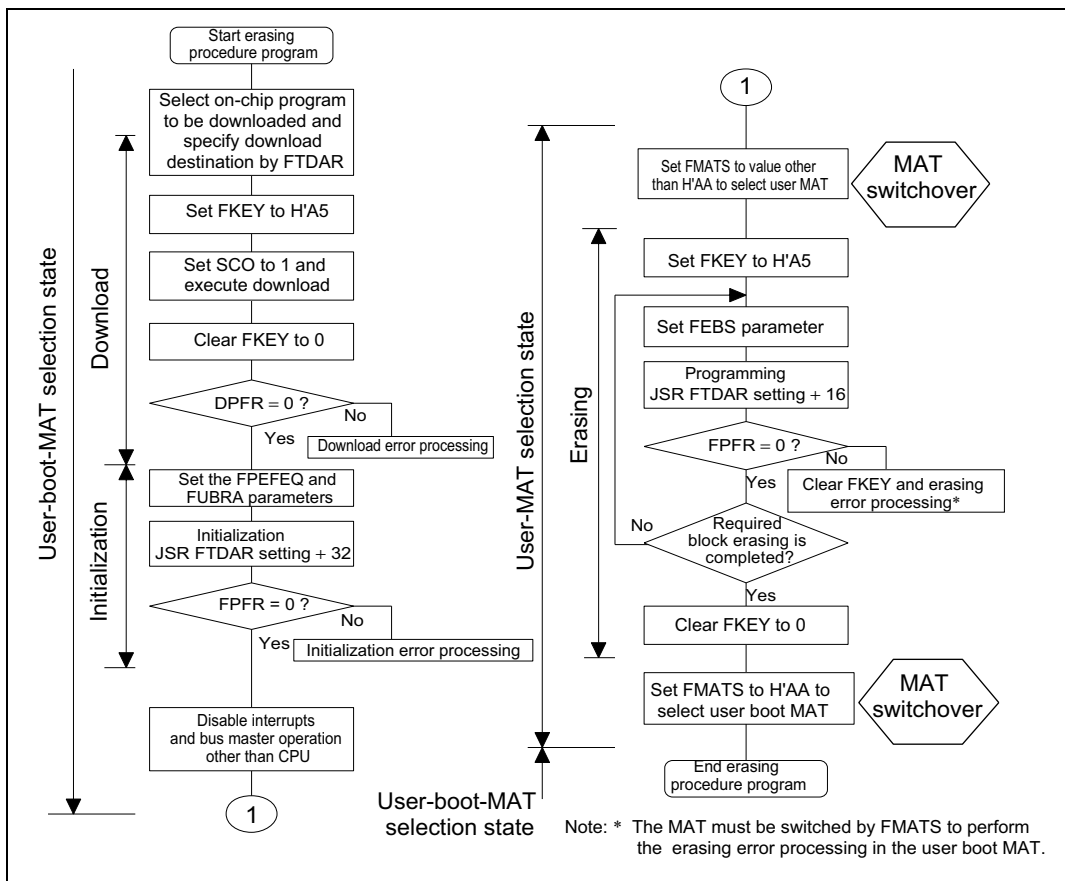 Start erasing
procedure program
Select on-chip program
to be downloaded and
specify download
destination by FTDAR
Set FKEY to H'A5
Set SCO to 1 and
execute download
Clear FKEY to 0
DPFR = 0 ?
No
Yes
Download error processing
Set the FPEFEQ and
FUBRA parameters
Initialization
JSR FTDAR setting + 32
FPFR = 0 ?
No
Yes
Initialization error processing
Disable interrupts
and bus master operation
other than CPU
1
User-boot-MAT selection state
Download
Initialization
1
Set FMATS to value other
than H'AA to select user MAT
MAT
switchover
Set FKEY to H'A5
Set FEBS parameter
Programming
JSR FTDAR setting + 16
FPFR = 0 ?
No
Yes
Clear FKEY and erasing
error processing*
No
Required
block erasing is
completed?
Yes
Clear FKEY to 0
Set FMATS to H'AA to
select user boot MAT
MAT
switchover
End erasing
procedure program
User-MAT selection state
Erasing
User-boot-MAT
selection state
Note: * The MAT must be switched by FMATS to perform
the erasing error processing in the user boot MAT.